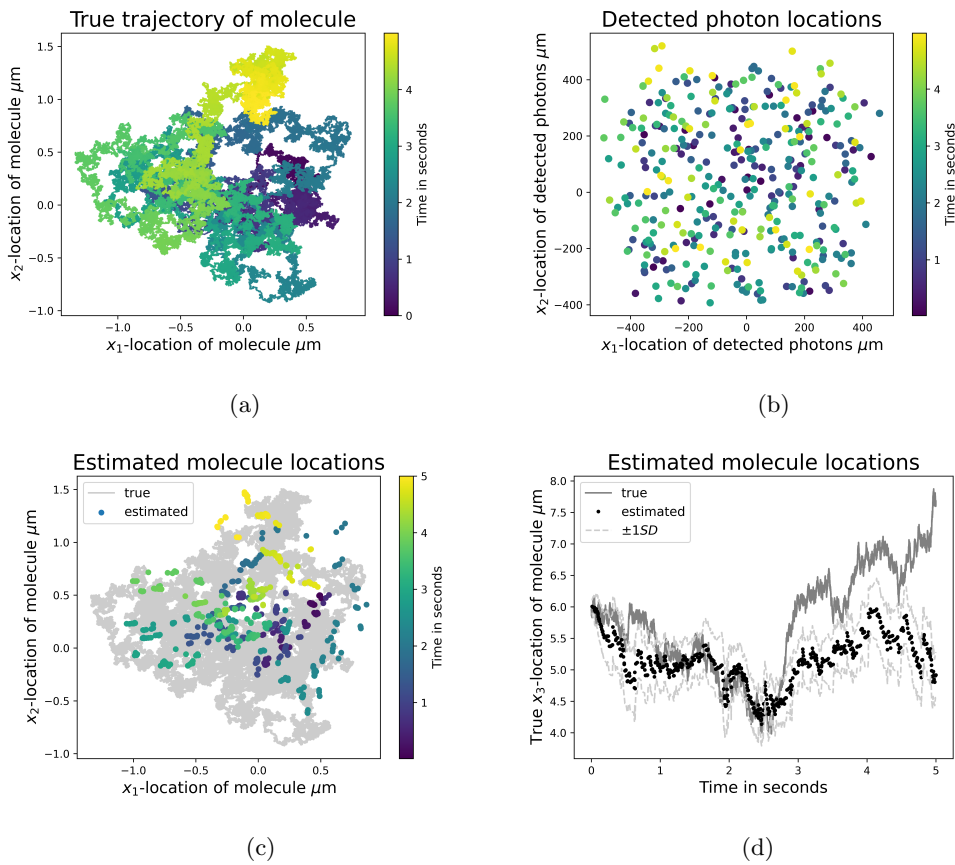 True trajectory of molecule
1.5
1.0
0.5
0.0
−0.5
−1.0
x₂-location of molecule μm
−1.0 −0.5 0.0 0.5
x₁-location of molecule μm
4
3
2
1
0
Time in seconds
(a)
Detected photon locations
400
200
0
−200
−400
x₂-location of detected photons μm
−400 −200 0 200 400
x₁-location of detected photons μm
4
3
2
1
Time in seconds
(b)
Estimated molecule locations
true
estimated
1.5
1.0
0.5
0.0
−0.5
−1.0
x₂-location of molecule μm
−1.0 −0.5 0.0 0.5
x₁-location of molecule μm
5
4
3
2
1
Time in seconds
(c)
Estimated molecule locations
true
estimated
±1SD
8.0
7.5
7.0
6.5
6.0
5.5
5.0
4.5
4.0
True x₃-location of molecule μm
0 1 2 3 4 5
Time in seconds
(d)